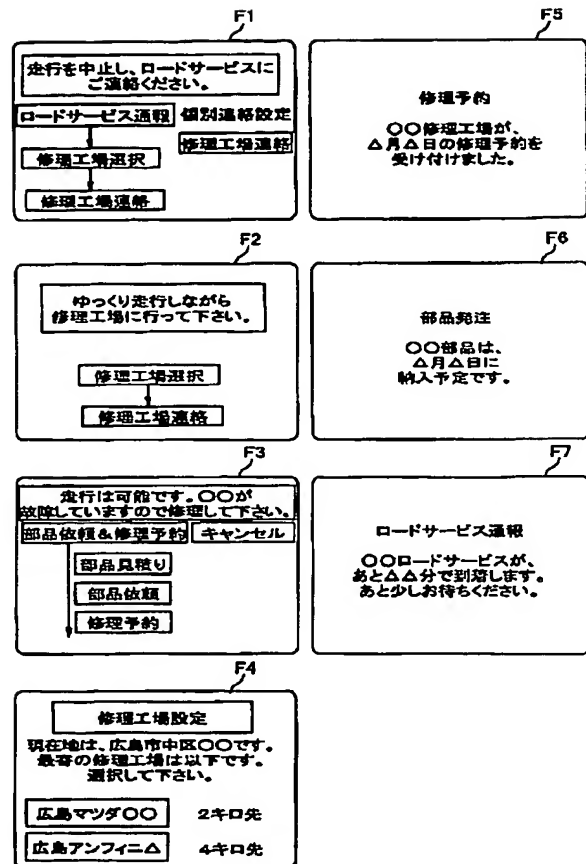 F1
走行を中止し、ロードサービスに
ご連絡ください。
ロードサービス通報 個別連絡設定
修理工場選択
修理工場連絡
修理工場連絡
F2
ゆっくり走行しながら
修理工場に行って下さい。
修理工場選択
修理工場連絡
F3
走行は可能です。〇〇が
故障していますので修理して下さい。
部品依頼&修理予約 キャンセル
部品見積り
部品依頼
修理予約
F4
修理工場設定
現在地は、広島市中区〇〇です。
最寄の修理工場は以下です。
選択して下さい。
広島マツダ〇〇 2キロ先
広島アンフィニ△ 4キロ先
F5
修理予約
〇〇修理工場が、
△月△日の修理予約を
受け付けました。
F6
部品発注
〇〇部品は、
△月△日に
納入予定です。
F7
ロードサービス通報
〇〇ロードサービスが、
あと△△分で到着します。
あと少しお待ちください。